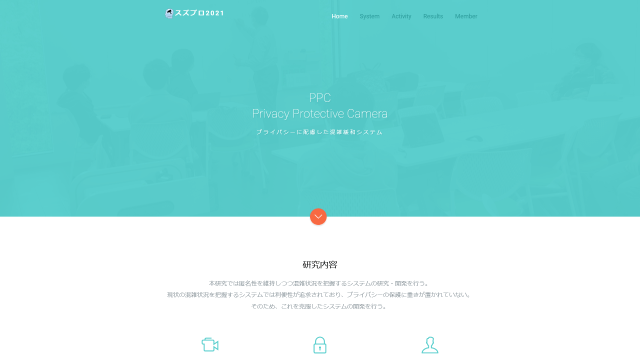 スズプロ2021
Home System Activity Results Member
PPC
Privacy Protective Camera
プライバシーに配慮した混雑緩和システム
研究内容
本研究では匿名性を維持しつつ混雑状況を把握するシステムの研究・開発を行う。
現状の混雑状況を把握するシステムでは利便性が追求されており、プライバシーの保護に重きが置かれていない。
そのため、これを克服したシステムの開発を行う。